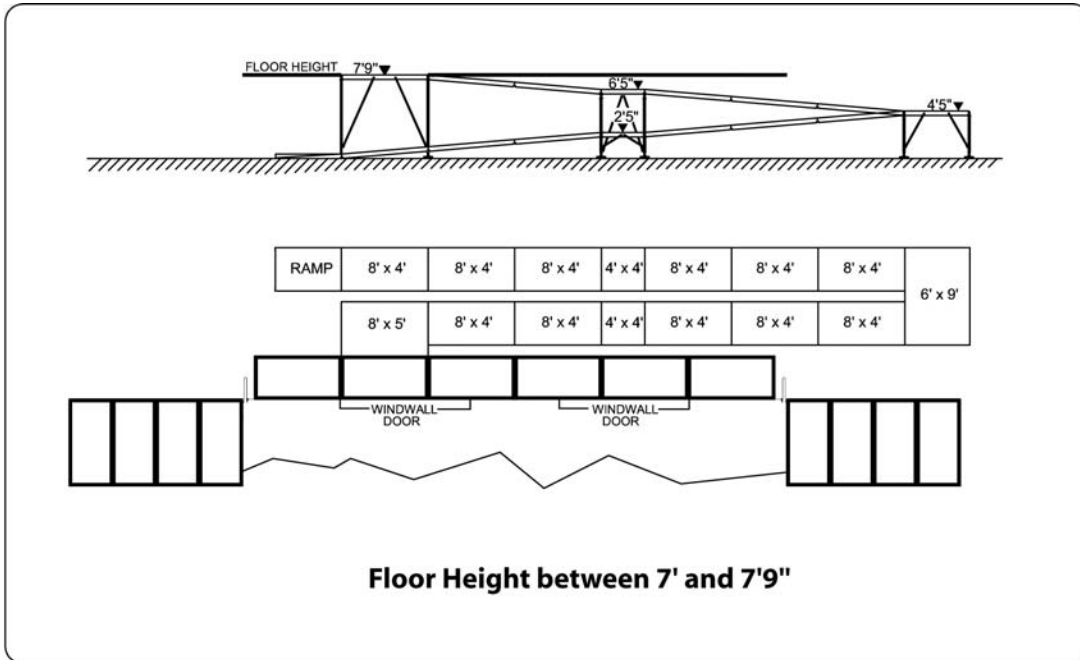 FLOOR HEIGHT 7'9"
6'5"
2'5"
4'5"
RAMP 8' x 4' 8' x 4' 8' x 4' 4' x 4' 8' x 4' 8' x 4' 8' x 4'
6' x 9'
8' x 5' 8' x 4' 8' x 4' 4' x 4' 8' x 4' 8' x 4' 8' x 4'
WINDWALL WINDWALL
DOOR DOOR
Floor Height between 7' and 7'9"